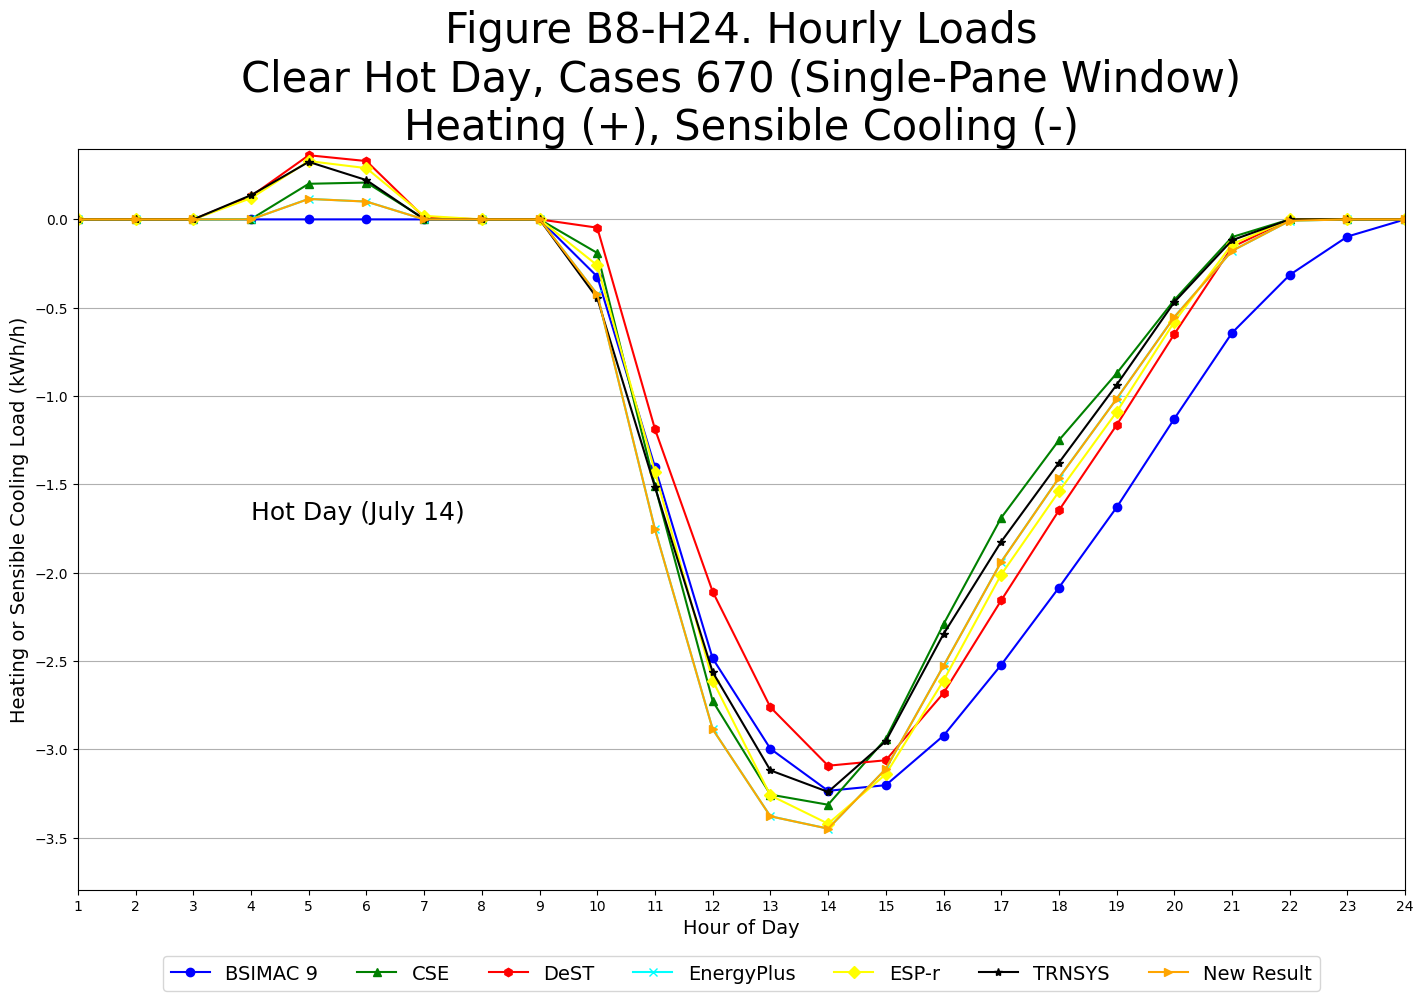 Figure B8-H24. Hourly Loads
Clear Hot Day, Cases 670 (Single-Pane Window)
Heating (+), Sensible Cooling (-)
Heating or Sensible Cooling Load (kWh/h)
0.0
−0.5
−1.0
−1.5
−2.0
−2.5
−3.0
−3.5
Hot Day (July 14)
1 2 3 4 5 6 7 8 9 10 11 12 13 14 15 16 17 18 19 20 21 22 23 24
Hour of Day
BSIMAC 9 CSE DeST EnergyPlus ESP-r TRNSYS New Result